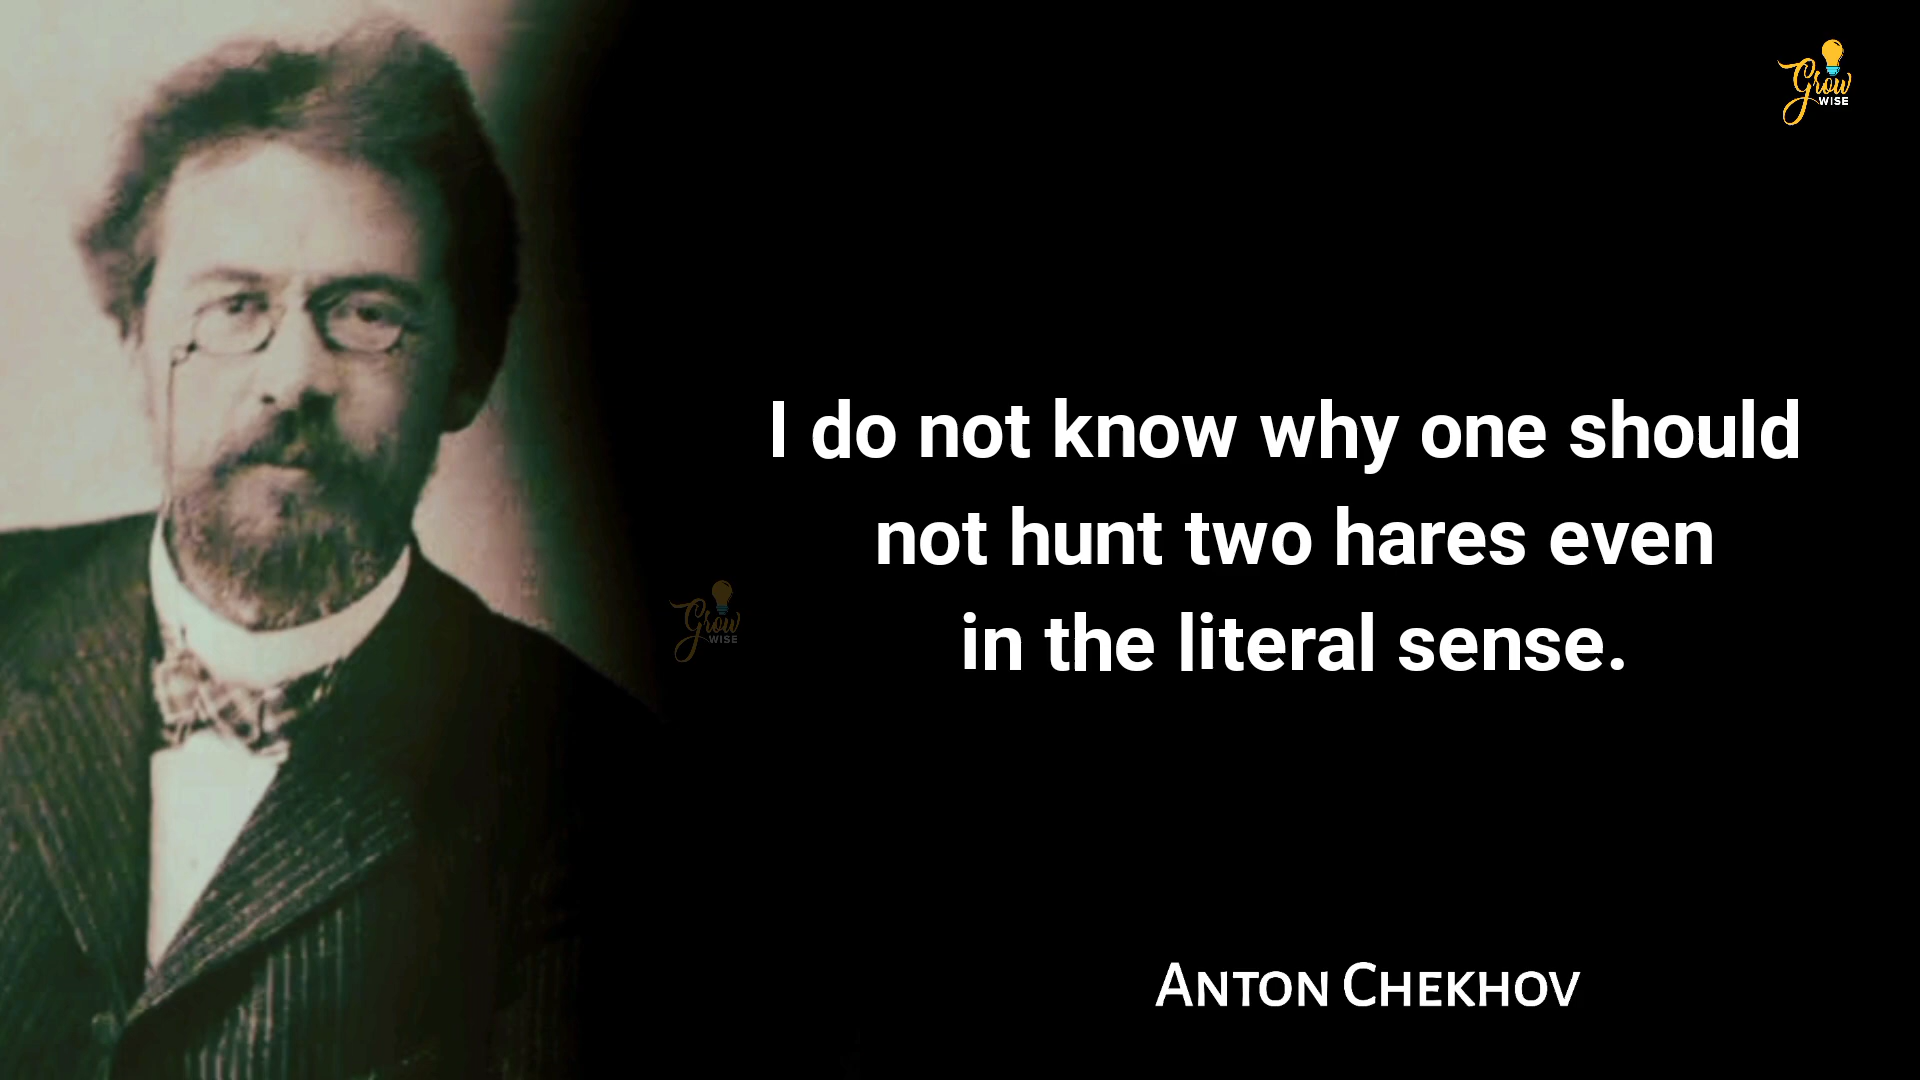 Grow
WISE
I do not know why one should
not hunt two hares even
in the literal sense.
Grow
WISE
ANTON CHEKHOV